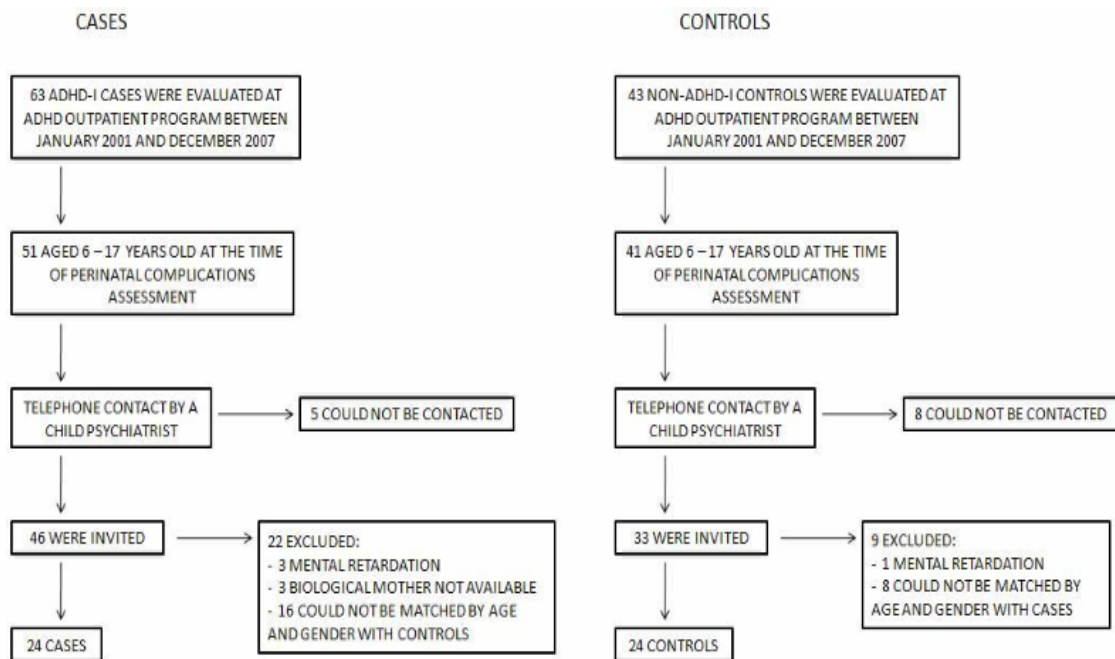 CASES
63 ADHD-I CASES WERE EVALUATED AT
ADHD OUTPATIENT PROGRAM BETWEEN
JANUARY 2001 AND DECEMBER 2007
51 AGED 6 – 17 YEARS OLD AT THE TIME
OF PERINATAL COMPLICATIONS
ASSESSMENT
TELEPHONE CONTACT BY A
CHILD PSYCHIATRIST
5 COULD NOT BE CONTACTED
46 WERE INVITED
22 EXCLUDED:
- 3 MENTAL RETARDATION
- 3 BIOLOGICAL MOTHER NOT AVAILABLE
- 16 COULD NOT BE MATCHED BY AGE
AND GENDER WITH CONTROLS
24 CASES
CONTROLS
43 NON-ADHD-I CONTROLS WERE EVALUATED AT
ADHD OUTPATIENT PROGRAM BETWEEN
JANUARY 2001 AND DECEMBER 2007
41 AGED 6 – 17 YEARS OLD AT THE TIME
OF PERINATAL COMPLICATIONS
ASSESSMENT
TELEPHONE CONTACT BY A
CHILD PSYCHIATRIST
8 COULD NOT BE CONTACTED
33 WERE INVITED
9 EXCLUDED:
- 1 MENTAL RETARDATION
- 8 COULD NOT BE MATCHED BY
AGE AND GENDER WITH CASES
24 CONTROLS